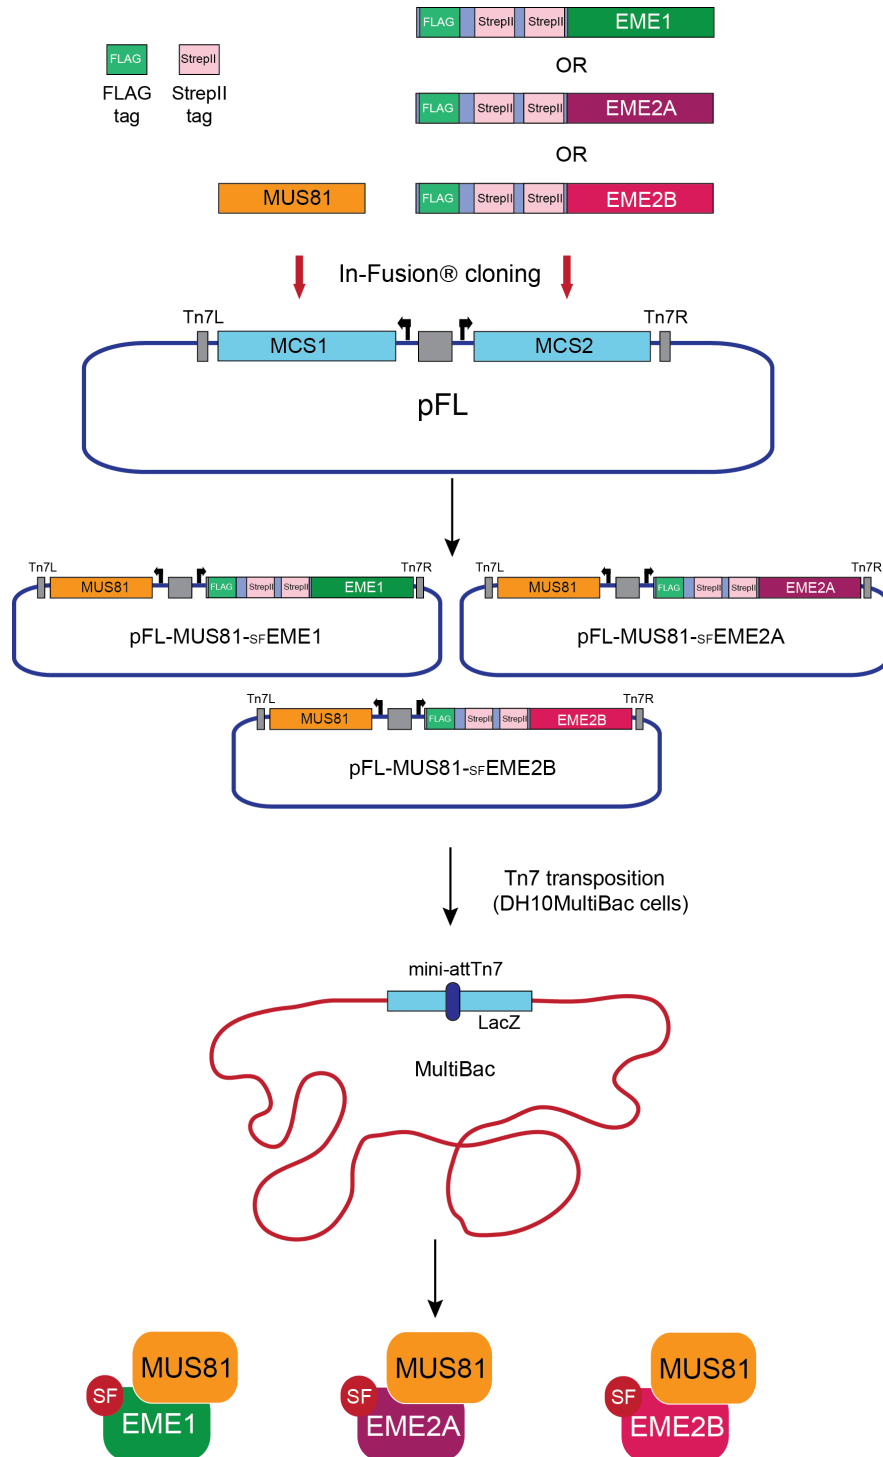 FLAG StrepII StrepII EME1
OR
FLAG StrepII
FLAG StrepII
tag tag
FLAG StrepII StrepII EME2A
OR
MUS81 FLAG StrepII StrepII EME2B
In-Fusion® cloning
Tn7L Tn7R
MCS1 MCS2
pFL
Tn7L Tn7R
MUS81 FLAG StrepII StrepII EME1
pFL-MUS81-SFEME1
Tn7L Tn7R
MUS81 FLAG StrepII StrepII EME2A
pFL-MUS81-SFEME2A
Tn7L Tn7R
MUS81 FLAG StrepII StrepII EME2B
pFL-MUS81-SFEME2B
Tn7 transposition
(DH10MultiBac cells)
mini-attTn7
LacZ
MultiBac
MUS81
SF
EME1
MUS81
SF
EME2A
MUS81
SF
EME2B